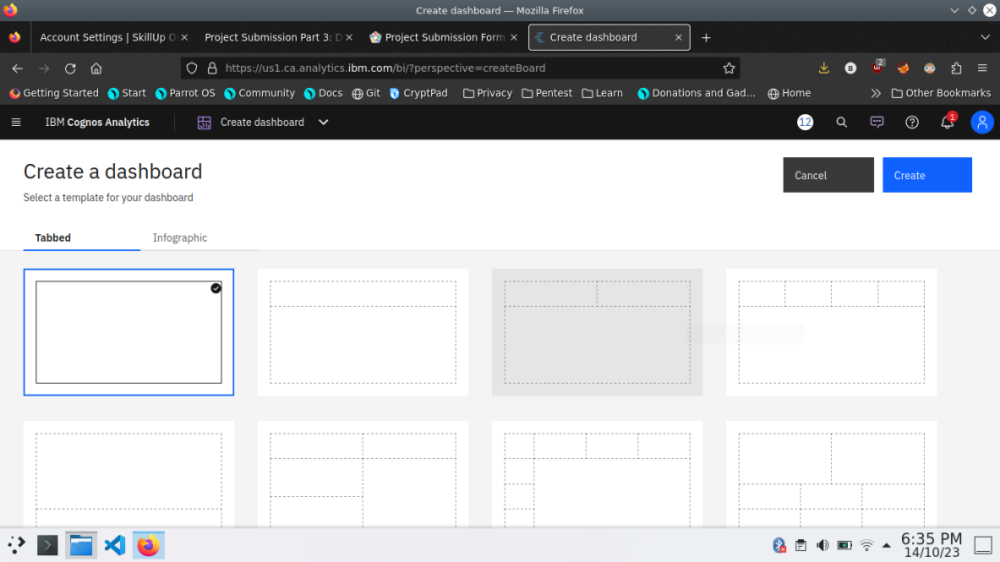 Create dashboard — Mozilla Firefox
Account Settings | SkillUp O
Project Submission Part 3: D
Project Submission Form
Create dashboard
https://us1.ca.analytics.ibm.com/bi/?perspective=createBoard
B
2
Getting Started
Start
Parrot OS
Community
Docs
Git
CryptPad
Privacy
Pentest
Learn
Donations and Gad...
Home
Other Bookmarks
IBM Cognos Analytics
Create dashboard
12
1
Create a dashboard
Cancel
Create
Select a template for your dashboard
Tabbed
Infographic
6:35 PM
14/10/23